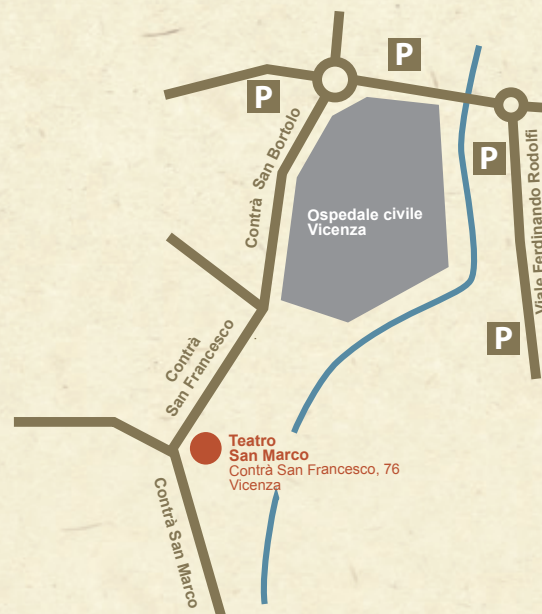 P
P
Contrà San Bortolo
P
Viale Ferdinando Rodolfi
Ospedale civile
Vicenza
P
Contrà
San Francesco
Teatro
San Marco
Contrà San Francesco, 76
Vicenza
Contrà San Marco